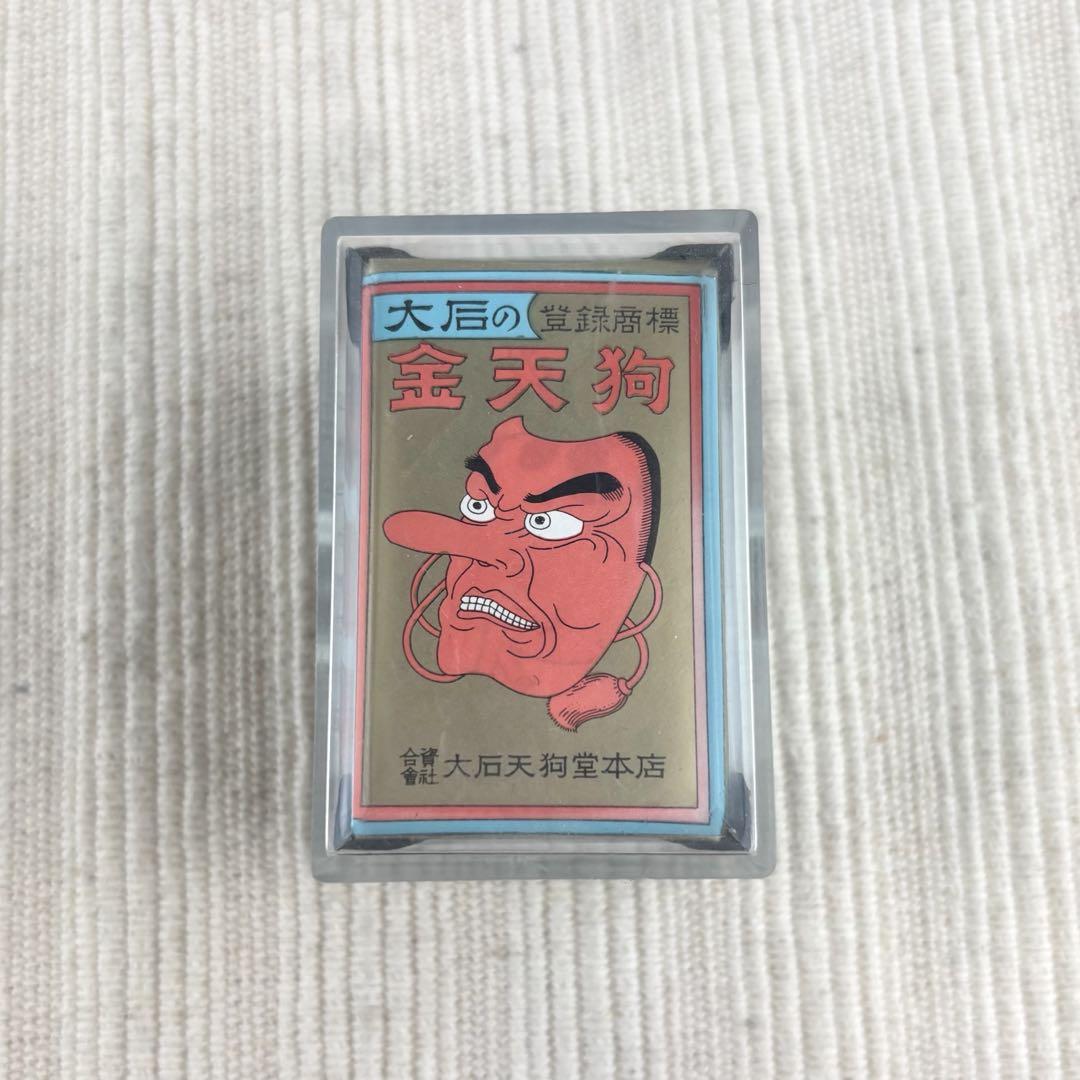 大石の 登録商標
金天狗
合資會社 大石天狗堂本店